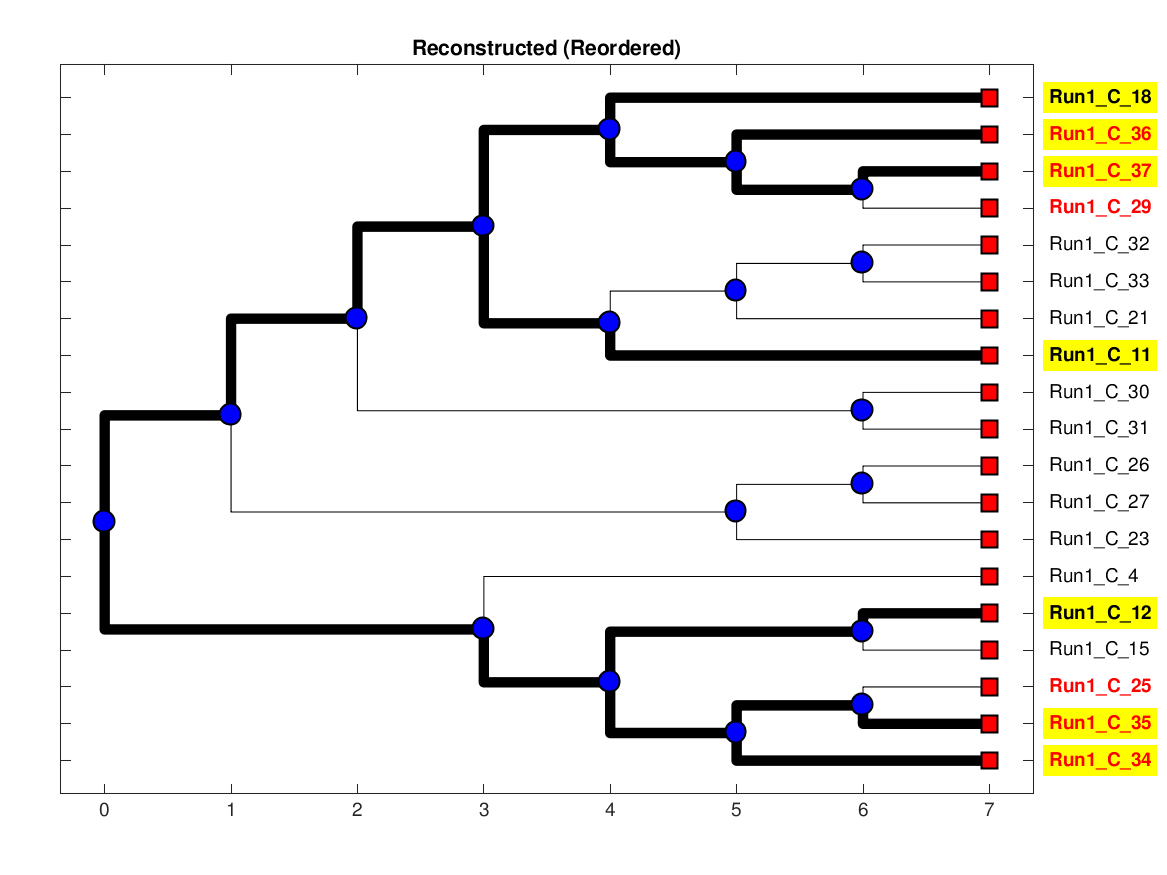 Reconstructed (Reordered)
Run1_C_18
Run1_C_36
Run1_C_37
Run1_C_29
Run1_C_32
Run1_C_33
Run1_C_21
Run1_C_11
Run1_C_30
Run1_C_31
Run1_C_26
Run1_C_27
Run1_C_23
Run1_C_4
Run1_C_12
Run1_C_15
Run1_C_25
Run1_C_35
Run1_C_34
0 1 2 3 4 5 6 7